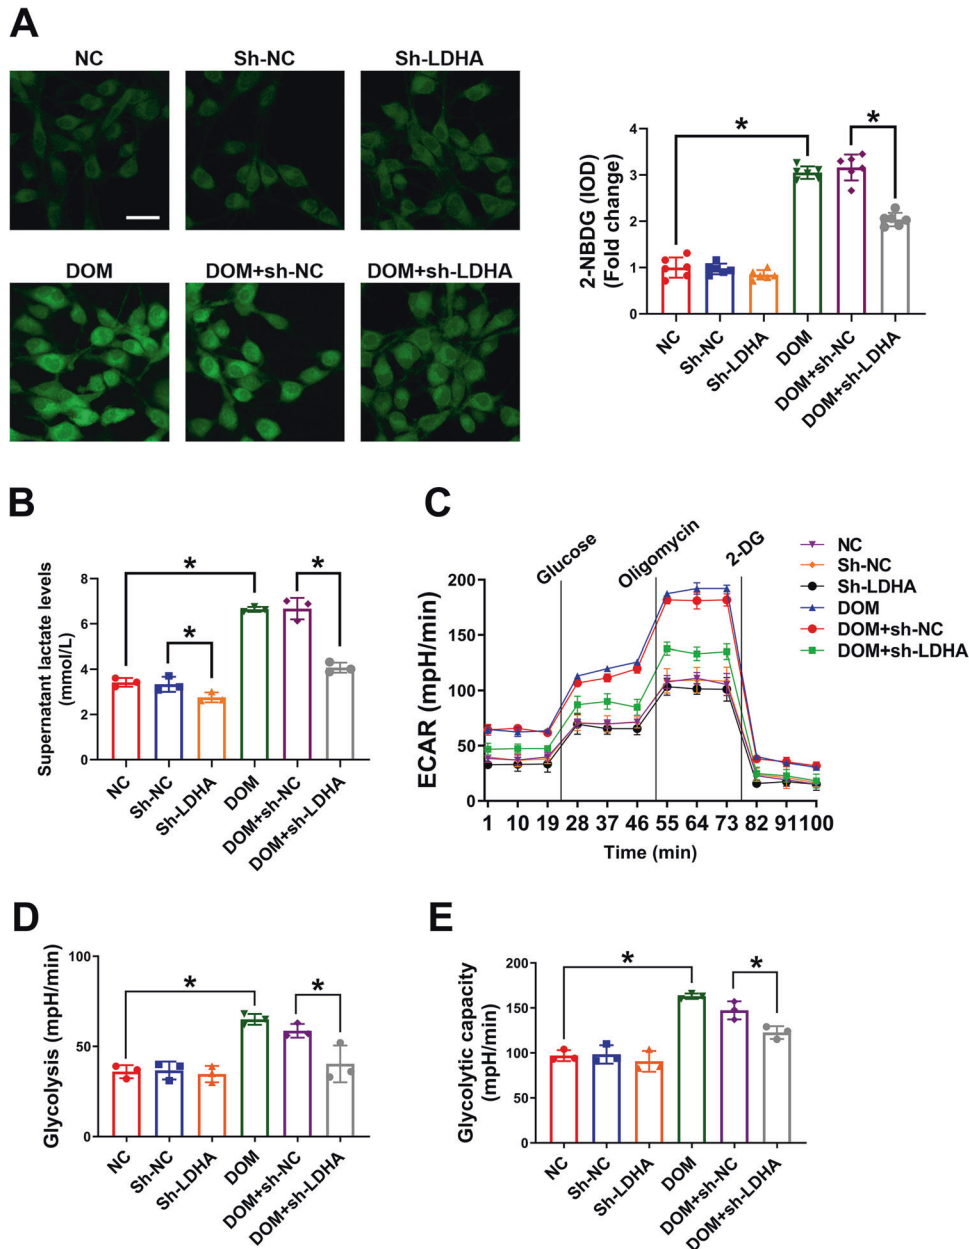 A
NC
Sh-NC
Sh-LDHA
DOM
DOM+sh-NC
DOM+sh-LDHA
2-NBDG (IOD)
(Fold change)
4
3
2
1
0
*
*
NC
Sh-NC
Sh-LDHA
DOM
DOM+sh-NC
DOM+sh-LDHA
B
Supernatant lactate levels
(mmol/L)
8
6
4
2
0
*
*
*
NC
Sh-NC
Sh-LDHA
DOM
DOM+sh-NC
DOM+sh-LDHA
C
Glucose
Oligomycin
2-DG
ECAR (mpH/min)
200
150
100
50
0
1 10 19 28 37 46 55 64 73 82 91 100
Time (min)
NC
Sh-NC
Sh-LDHA
DOM
DOM+sh-NC
DOM+sh-LDHA
D
Glycolysis (mpH/min)
100
50
0
*
*
NC
Sh-NC
Sh-LDHA
DOM
DOM+sh-NC
DOM+sh-LDHA
E
Glycolytic capacity
(mpH/min)
200
150
100
50
0
*
*
NC
Sh-NC
Sh-LDHA
DOM
DOM+sh-NC
DOM+sh-LDHA